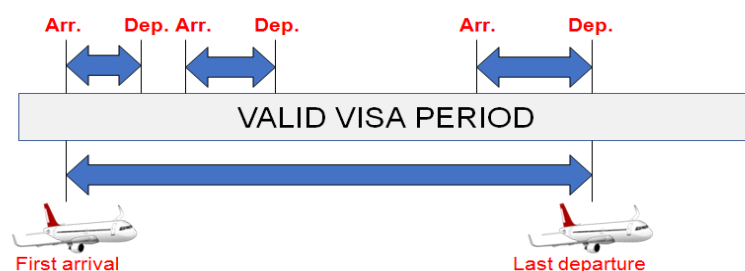 Arr. Dep. Arr. Dep. Arr. Dep.
VALID VISA PERIOD
First arrival Last departure